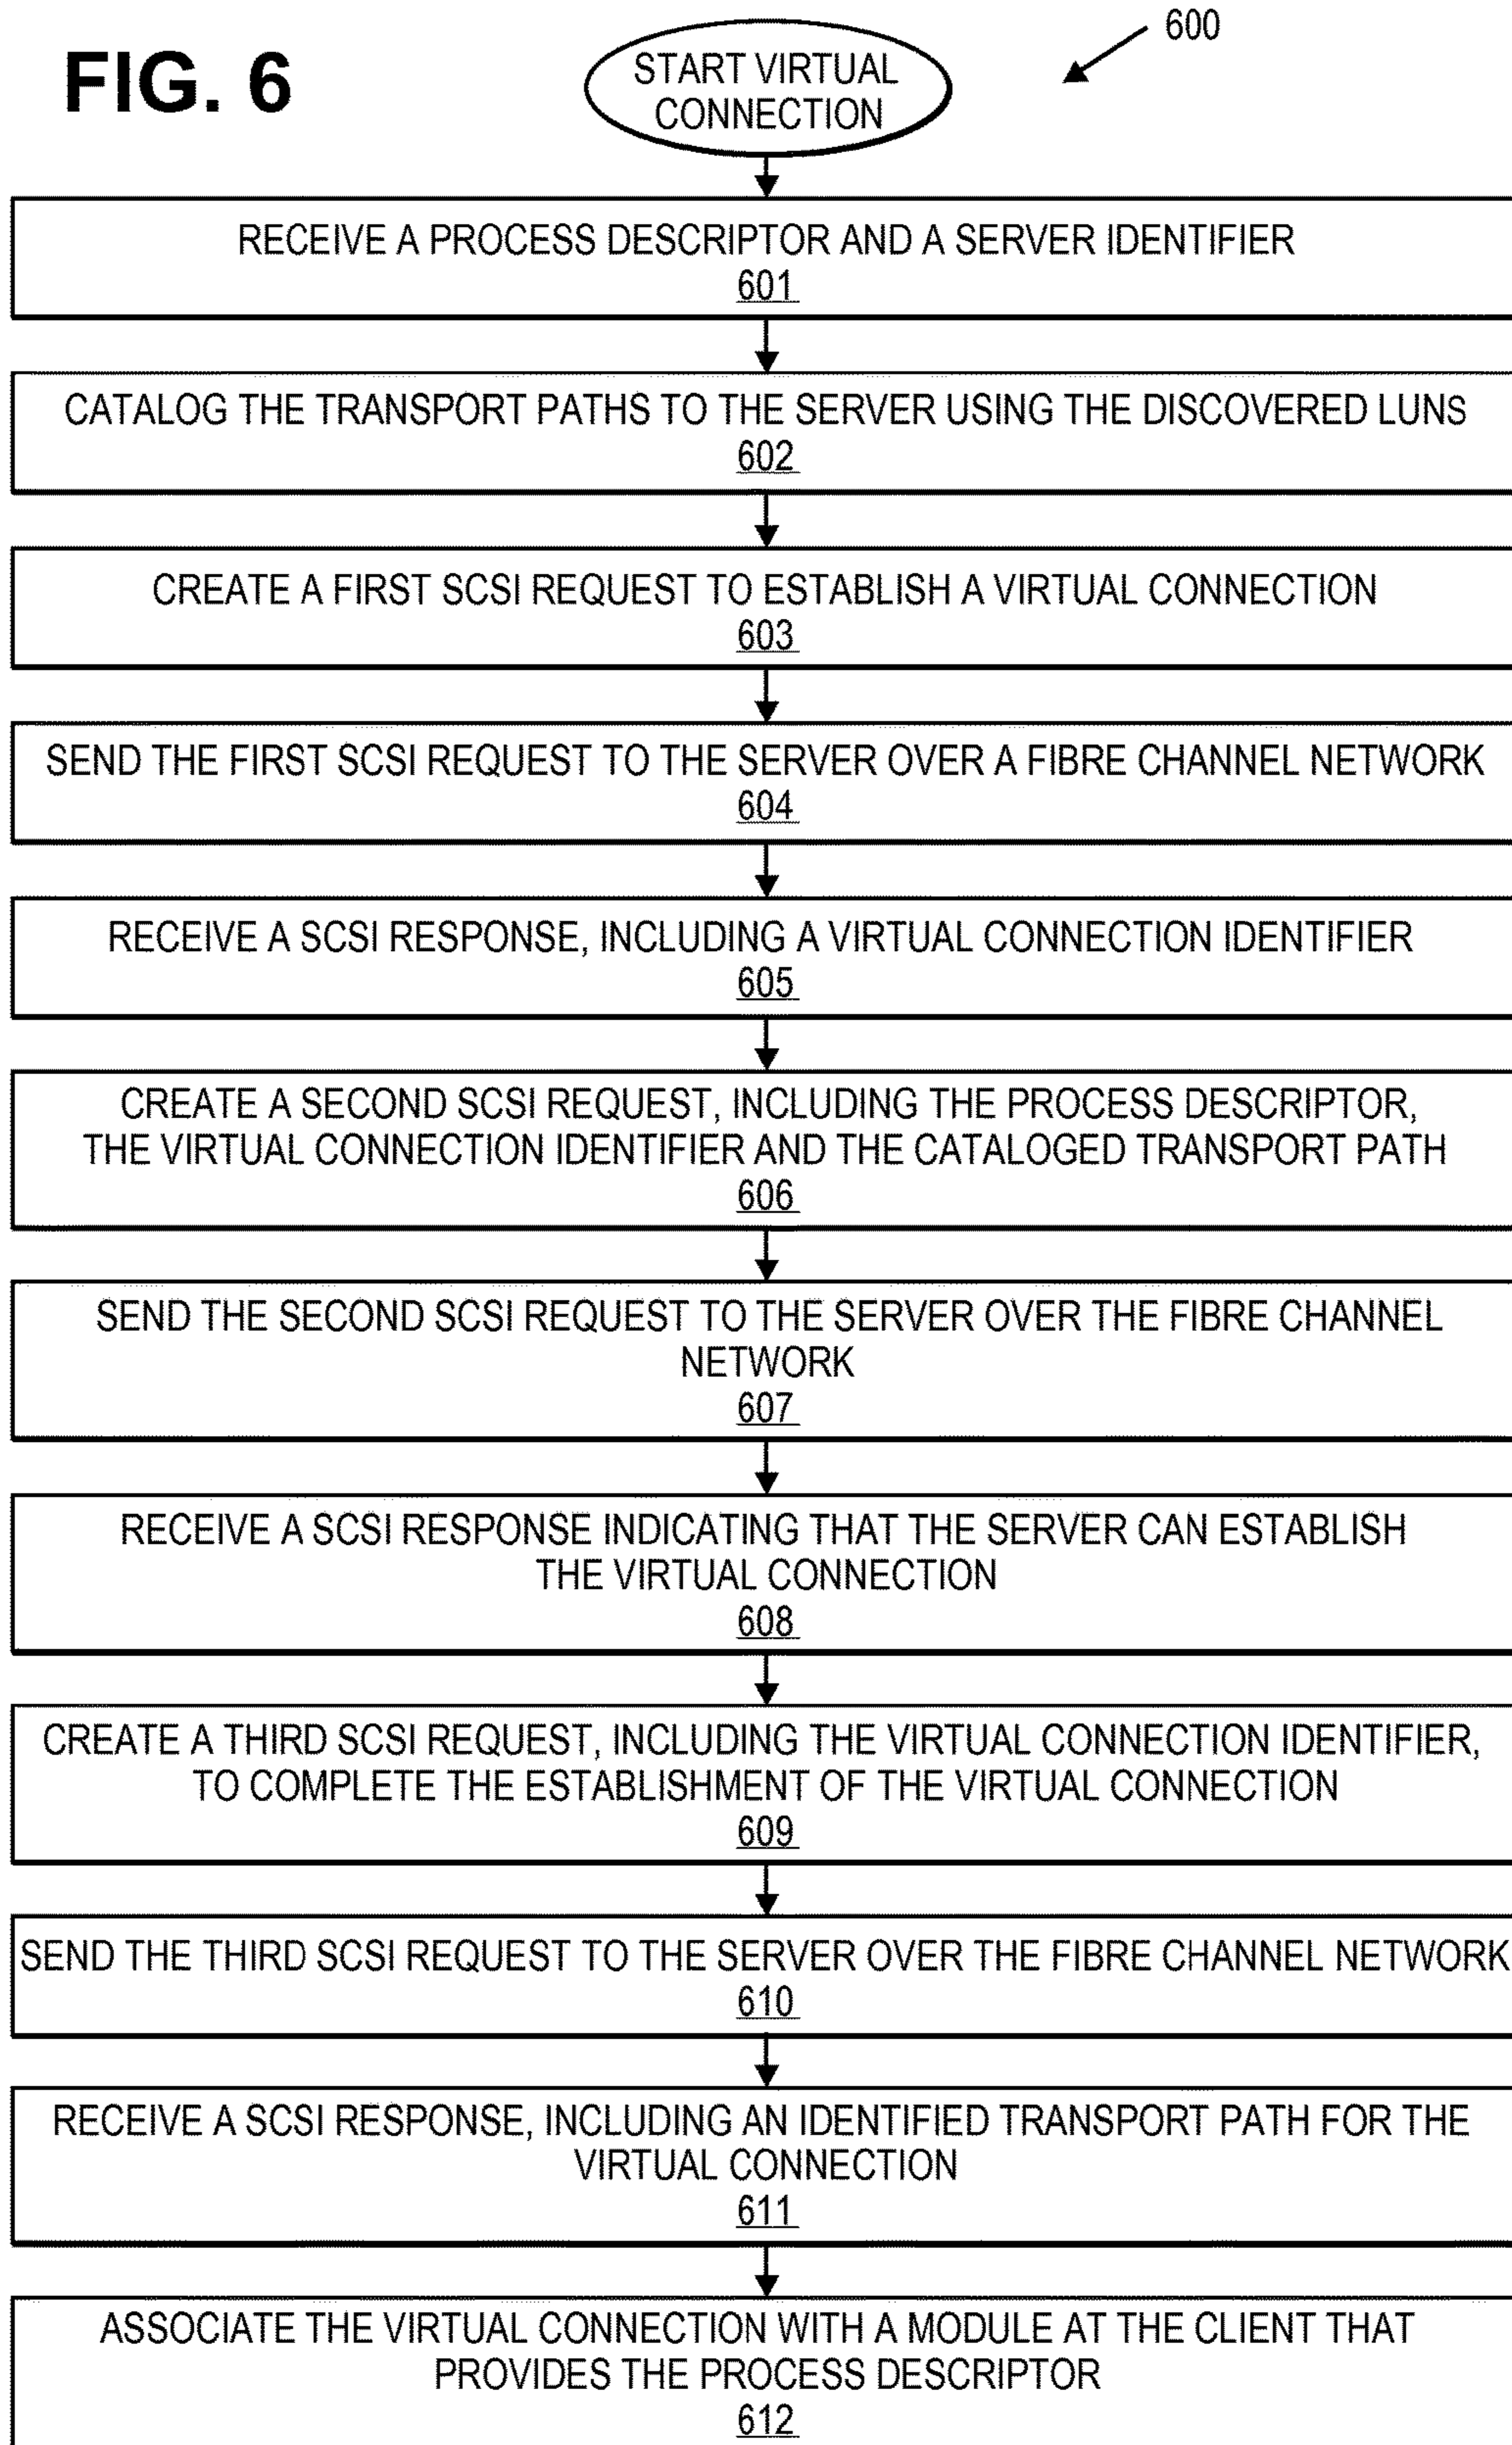 FIG. 6
600
START VIRTUAL
CONNECTION
RECEIVE A PROCESS DESCRIPTOR AND A SERVER IDENTIFIER
601
CATALOG THE TRANSPORT PATHS TO THE SERVER USING THE DISCOVERED LUNS
602
CREATE A FIRST SCSI REQUEST TO ESTABLISH A VIRTUAL CONNECTION
603
SEND THE FIRST SCSI REQUEST TO THE SERVER OVER A FIBRE CHANNEL NETWORK
604
RECEIVE A SCSI RESPONSE, INCLUDING A VIRTUAL CONNECTION IDENTIFIER
605
CREATE A SECOND SCSI REQUEST, INCLUDING THE PROCESS DESCRIPTOR,
THE VIRTUAL CONNECTION IDENTIFIER AND THE CATALOGED TRANSPORT PATH
606
SEND THE SECOND SCSI REQUEST TO THE SERVER OVER THE FIBRE CHANNEL
NETWORK
607
RECEIVE A SCSI RESPONSE INDICATING THAT THE SERVER CAN ESTABLISH
THE VIRTUAL CONNECTION
608
CREATE A THIRD SCSI REQUEST, INCLUDING THE VIRTUAL CONNECTION IDENTIFIER,
TO COMPLETE THE ESTABLISHMENT OF THE VIRTUAL CONNECTION
609
SEND THE THIRD SCSI REQUEST TO THE SERVER OVER THE FIBRE CHANNEL NETWORK
610
RECEIVE A SCSI RESPONSE, INCLUDING AN IDENTIFIED TRANSPORT PATH FOR THE
VIRTUAL CONNECTION
611
ASSOCIATE THE VIRTUAL CONNECTION WITH A MODULE AT THE CLIENT THAT
PROVIDES THE PROCESS DESCRIPTOR
612